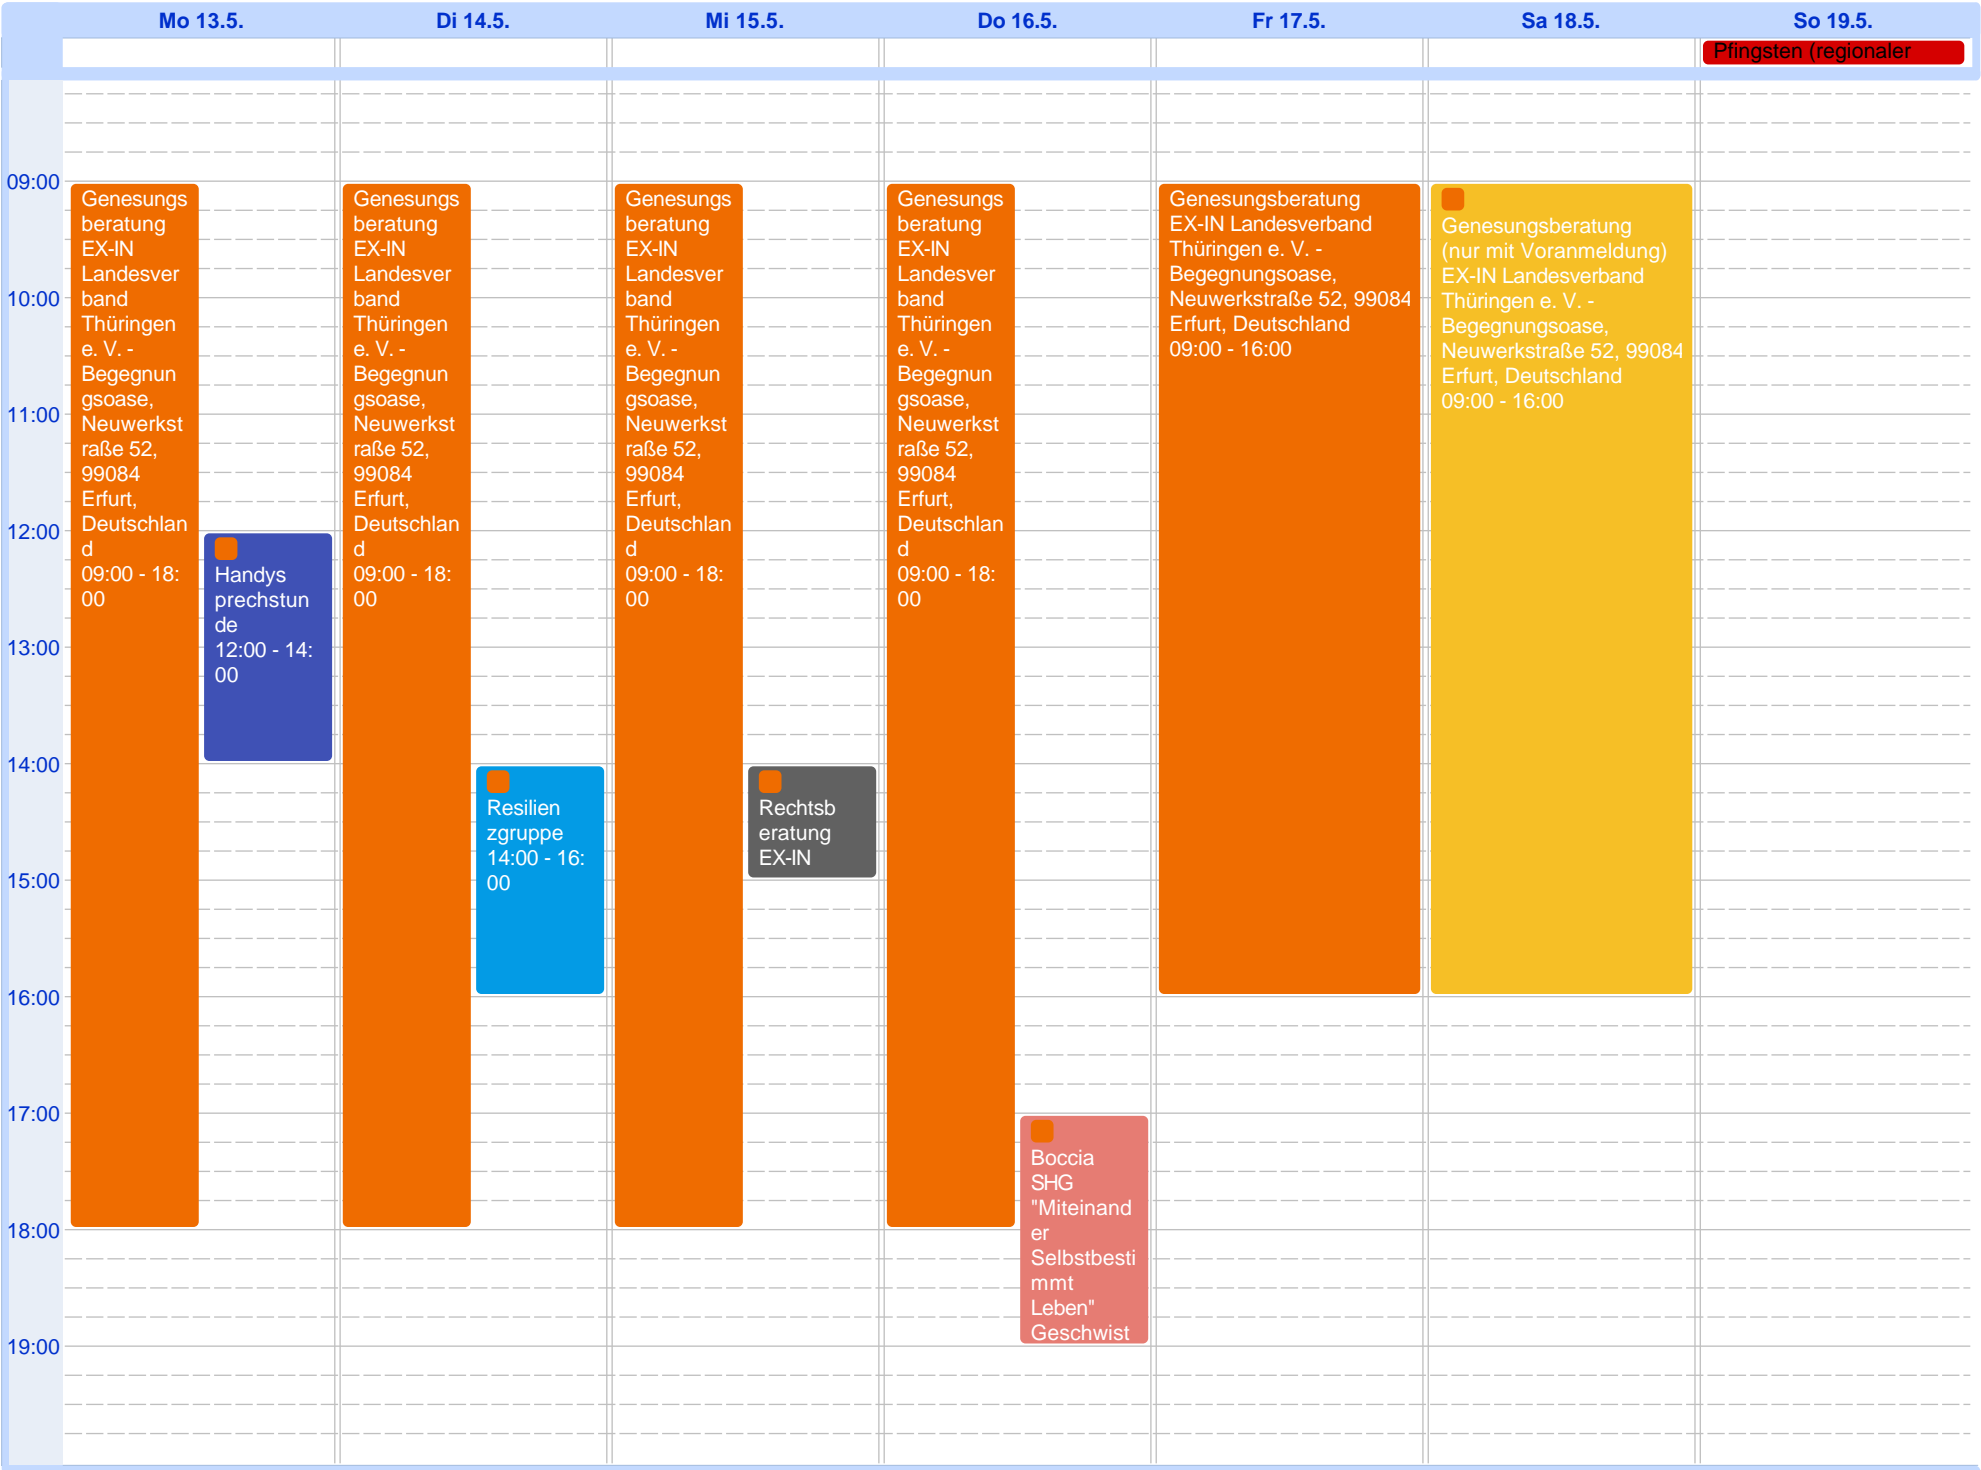 Mo 13.5.
Di 14.5.
Mi 15.5.
Do 16.5.
Fr 17.5.
Sa 18.5.
So 19.5.
Pfingsten (regionaler
09:00
10:00
11:00
12:00
13:00
14:00
15:00
16:00
17:00
18:00
19:00
Genesungs
beratung
EX-IN
Landesver
band
Thüringen
e. V. -
Begegnun
gsoase,
Neuwerkst
raße 52,
99084
Erfurt,
Deutschlan
d
09:00 - 18:
00
Handys
prechstun
de
12:00 - 14:
00
Genesungs
beratung
EX-IN
Landesver
band
Thüringen
e. V. -
Begegnun
gsoase,
Neuwerkst
raße 52,
99084
Erfurt,
Deutschlan
d
09:00 - 18:
00
Resilien
zgruppe
14:00 - 16:
00
Genesungs
beratung
EX-IN
Landesver
band
Thüringen
e. V. -
Begegnun
gsoase,
Neuwerkst
raße 52,
99084
Erfurt,
Deutschlan
d
09:00 - 18:
00
Rechtsb
eratung
EX-IN
Genesungs
beratung
EX-IN
Landesver
band
Thüringen
e. V. -
Begegnun
gsoase,
Neuwerkst
raße 52,
99084
Erfurt,
Deutschlan
d
09:00 - 18:
00
Boccia
SHG
"Miteinand
er
Selbstbesti
mmt
Leben"
Geschwist
Genesungsberatung
EX-IN Landesverband
Thüringen e. V. -
Begegnungsoase,
Neuwerkstraße 52, 99084
Erfurt, Deutschland
09:00 - 16:00
Genesungsberatung
(nur mit Voranmeldung)
EX-IN Landesverband
Thüringen e. V. -
Begegnungsoase,
Neuwerkstraße 52, 99084
Erfurt, Deutschland
09:00 - 16:00